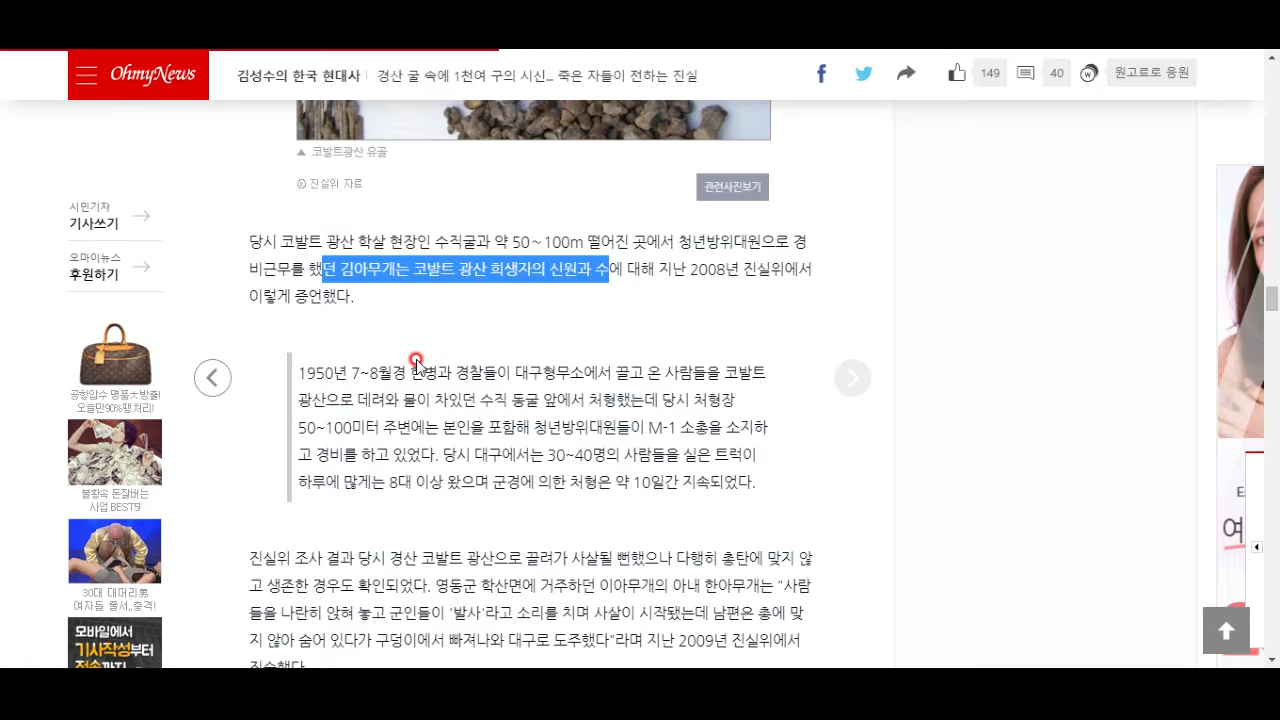 OhmyNews
김성수의 한국 현대사
경산 굴 속에 1천여 구의 시신... 죽은 자들이 전하는 진실
149
40
원고료로 응원
▲ 코발트광산 유골
ⓒ 진실위 자료
관련사진보기
시민기자
기사쓰기
오마이뉴스
후원하기
당시 코발트 광산 학살 현장인 수직굴과 약 50~100m 떨어진 곳에서 청년방위대원으로 경
비근무를 했던 김아무개는 코발트 광산 희생자의 신원과 수에 대해 지난 2008년 진실위에서
이렇게 증언했다.
1950년 7~8월경 헌병과 경찰들이 대구형무소에서 끌고 온 사람들을 코발트
광산으로 데려와 물이 차있던 수직 동굴 앞에서 처형했는데 당시 처형장
50~100미터 주변에는 본인을 포함해 청년방위대원들이 M-1 소총을 소지하
고 경비를 하고 있었다. 당시 대구에서는 30~40명의 사람들을 실은 트럭이
하루에 많게는 8대 이상 왔으며 군경에 의한 처형은 약 10일간 지속되었다.
진실위 조사 결과 당시 경산 코발트 광산으로 끌려가 사살될 뻔했으나 다행히 총탄에 맞지 않
고 생존한 경우도 확인되었다. 영동군 학산면에 거주하던 이아무개의 아내 한아무개는 "사람
들을 나란히 앉혀 놓고 군인들이 '발사'라고 소리를 치며 사살이 시작됐는데 남편은 총에 맞
지 않아 숨어 있다가 구덩이에서 빠져나와 대구로 도주했다"라며 지난 2009년 진실위에서
진술했다.
공항압수 명품★방출!
오늘만90%땡처리!
불황속 돈잘버는
사업 BEST5!
30대 대머리男
여자들 줄서..충격!
모바일에서
기사작성부터
전송까지
여